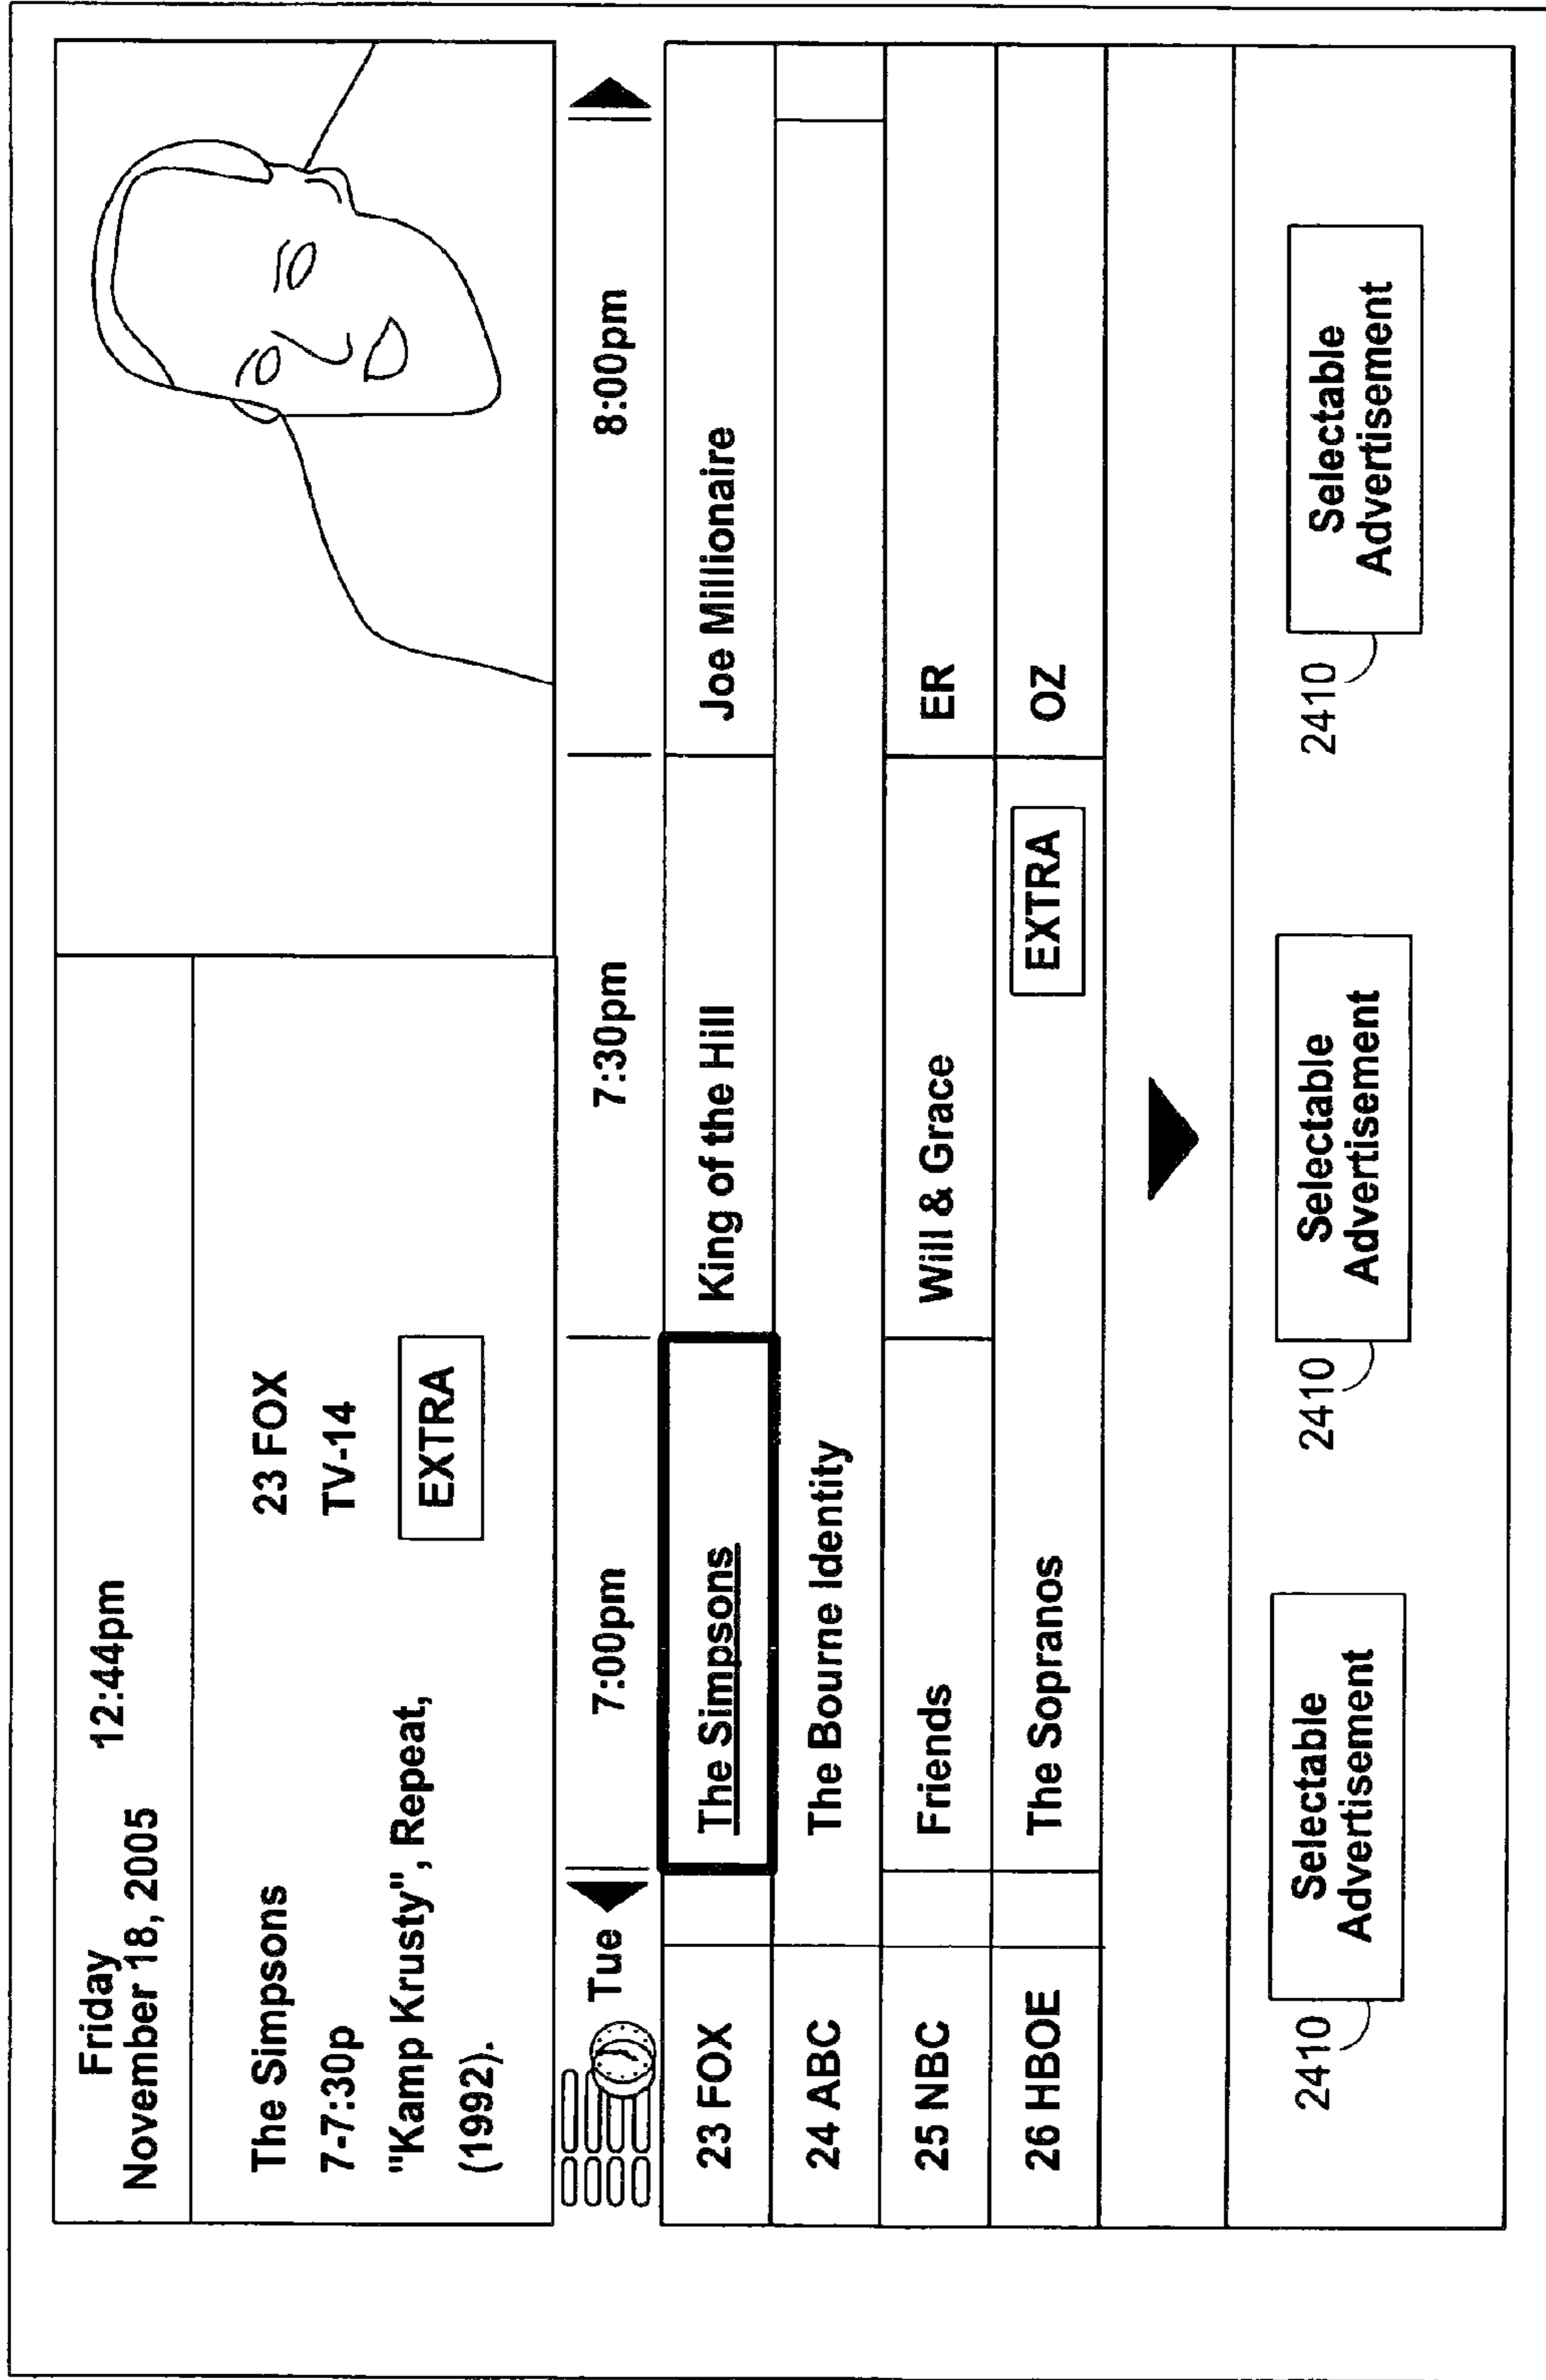 Friday 12:44pm
November 18, 2005
The Simpsons 23 FOX
7-7:30p TV-14
"Kamp Krusty", Repeat, EXTRA
(1992).
Tue 7:00pm 7:30pm 8:00pm
23 FOX The Simpsons King of the Hill Joe Millionaire
24 ABC The Bourne Identity
25 NBC Friends Will & Grace ER
26 HBOE The Sopranos EXTRA OZ
2410 Selectable
Advertisement
2410 Selectable
Advertisement
2410 Selectable
Advertisement